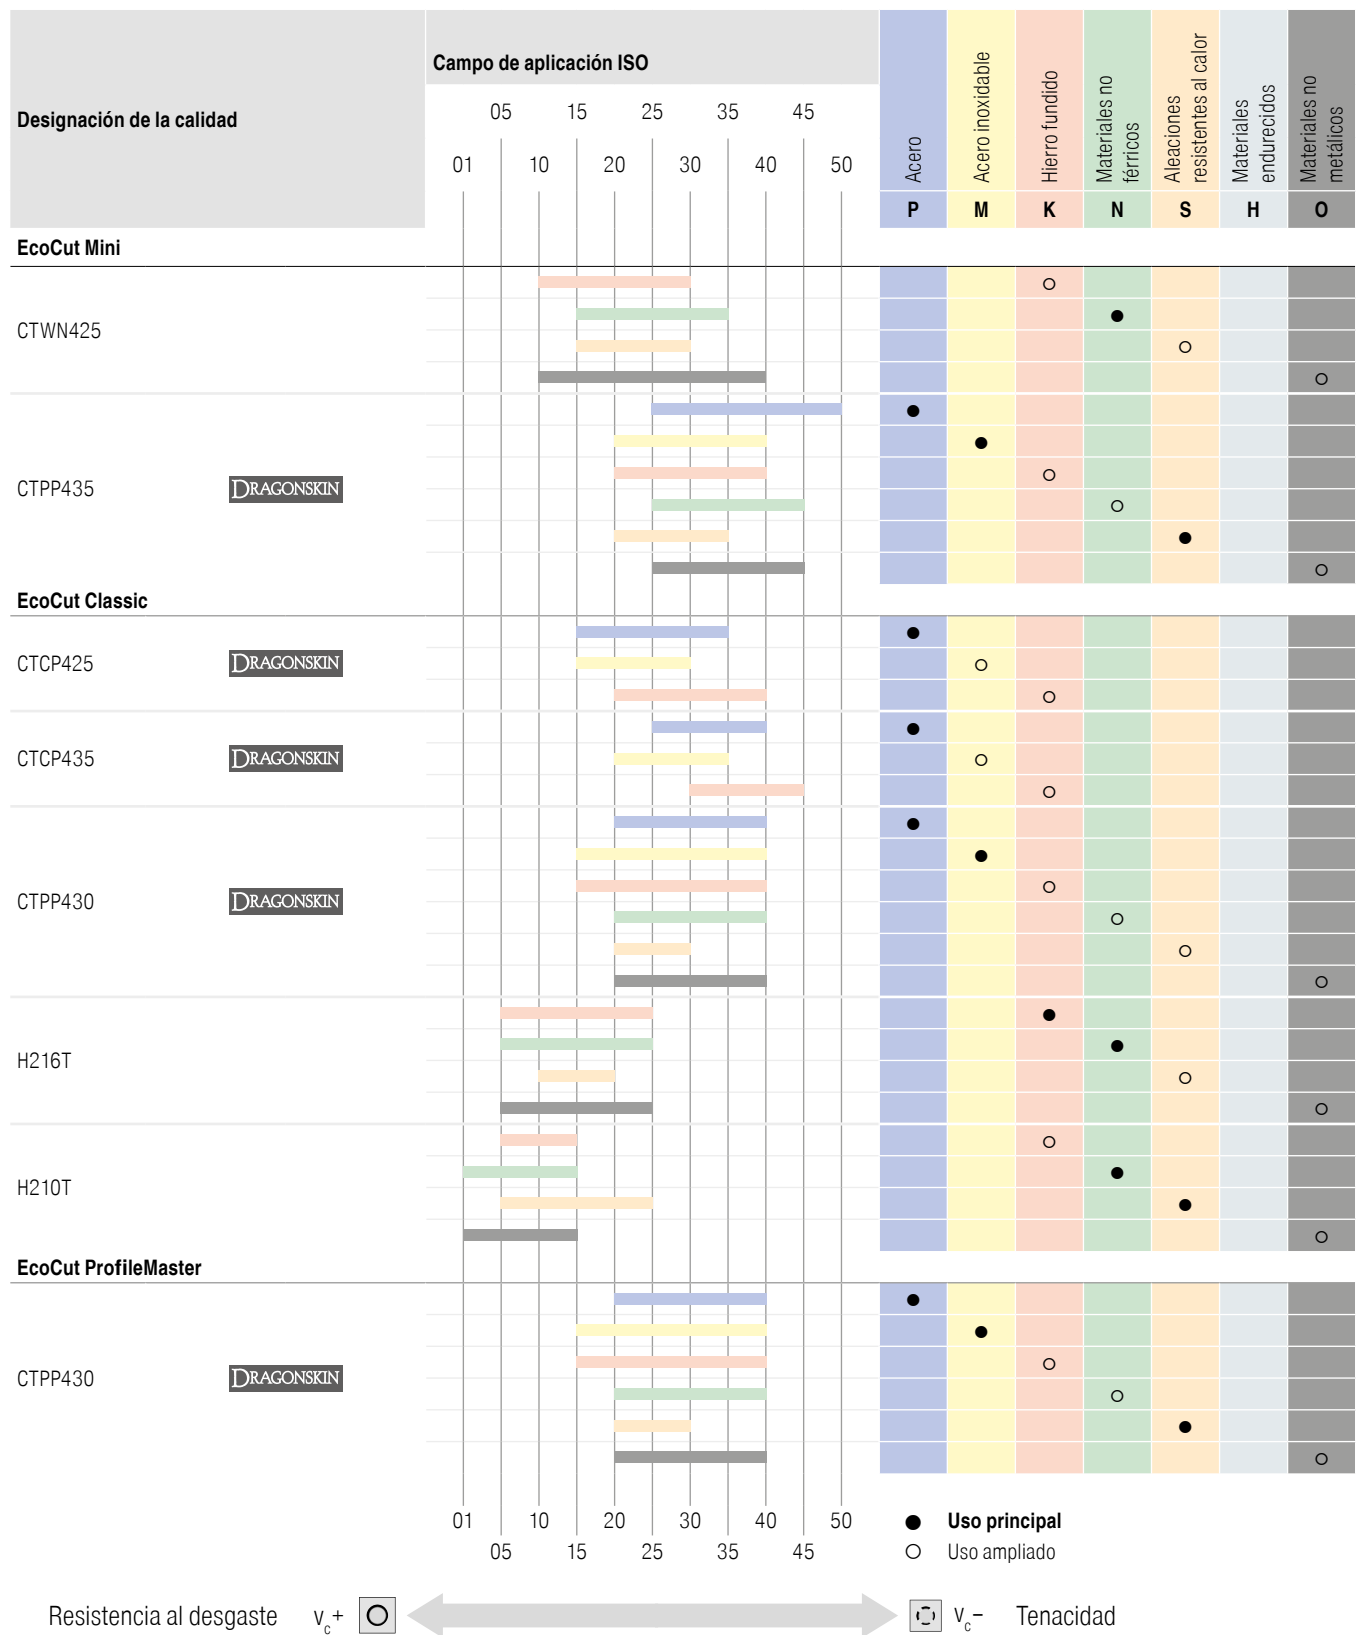 Designación de la calidad
Campo de aplicación ISO
05 15 25 35 45
01 10 20 30 40 50
Acero
Acero inoxidable
Hierro fundido
Materiales no
férricos
Aleaciones
resistentes al calor
Materiales
endurecidos
Materiales no
metálicos
P M K N S H O
EcoCut Mini
CTWN425
CTPP435 DRAGONSKIN
EcoCut Classic
CTCP425 DRAGONSKIN
CTCP435 DRAGONSKIN
CTPP430 DRAGONSKIN
H216T
H210T
EcoCut ProfileMaster
CTPP430 DRAGONSKIN
01 10 20 30 40 50
05 15 25 35 45
● Uso principal
○ Uso ampliado
Resistencia al desgaste vc+
vc– Tenacidad